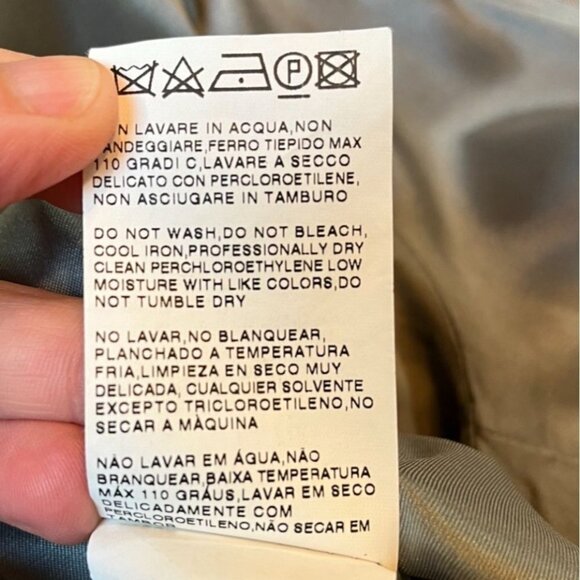 LAVARE IN ACQUA,NON
ANDEGGIARE,FERRO TIEPIDO MAX
110 GRADI C,LAVARE A SECCO
DELICATO CON PERCLOROETILENE,
NON ASCIUGARE IN TAMBURO
DO NOT WASH,DO NOT BLEACH,
COOL IRON,PROFESSIONALLY DRY
CLEAN PERCHLOROETHYLENE LOW
MOISTURE WITH LIKE COLORS,DO
NOT TUMBLE DRY
NO LAVAR,NO BLANQUEAR,
PLANCHADO A TEMPERATURA
FRIA,LIMPIEZA EN SECO MUY
DELICADA, CUALQUIER SOLVENTE
EXCEPTO TRICLOROETILENO,NO
SECAR A MÀQUINA
NÃO LAVAR EM ÁGUA,NÃO
BRANQUEAR,BAIXA TEMPERATURA
MÁX 110 GRÁUS,LAVAR EM SECO
DELICADAMENTE COM
PERCLOROETILENO,NÃO SECAR EM
TAMBOR